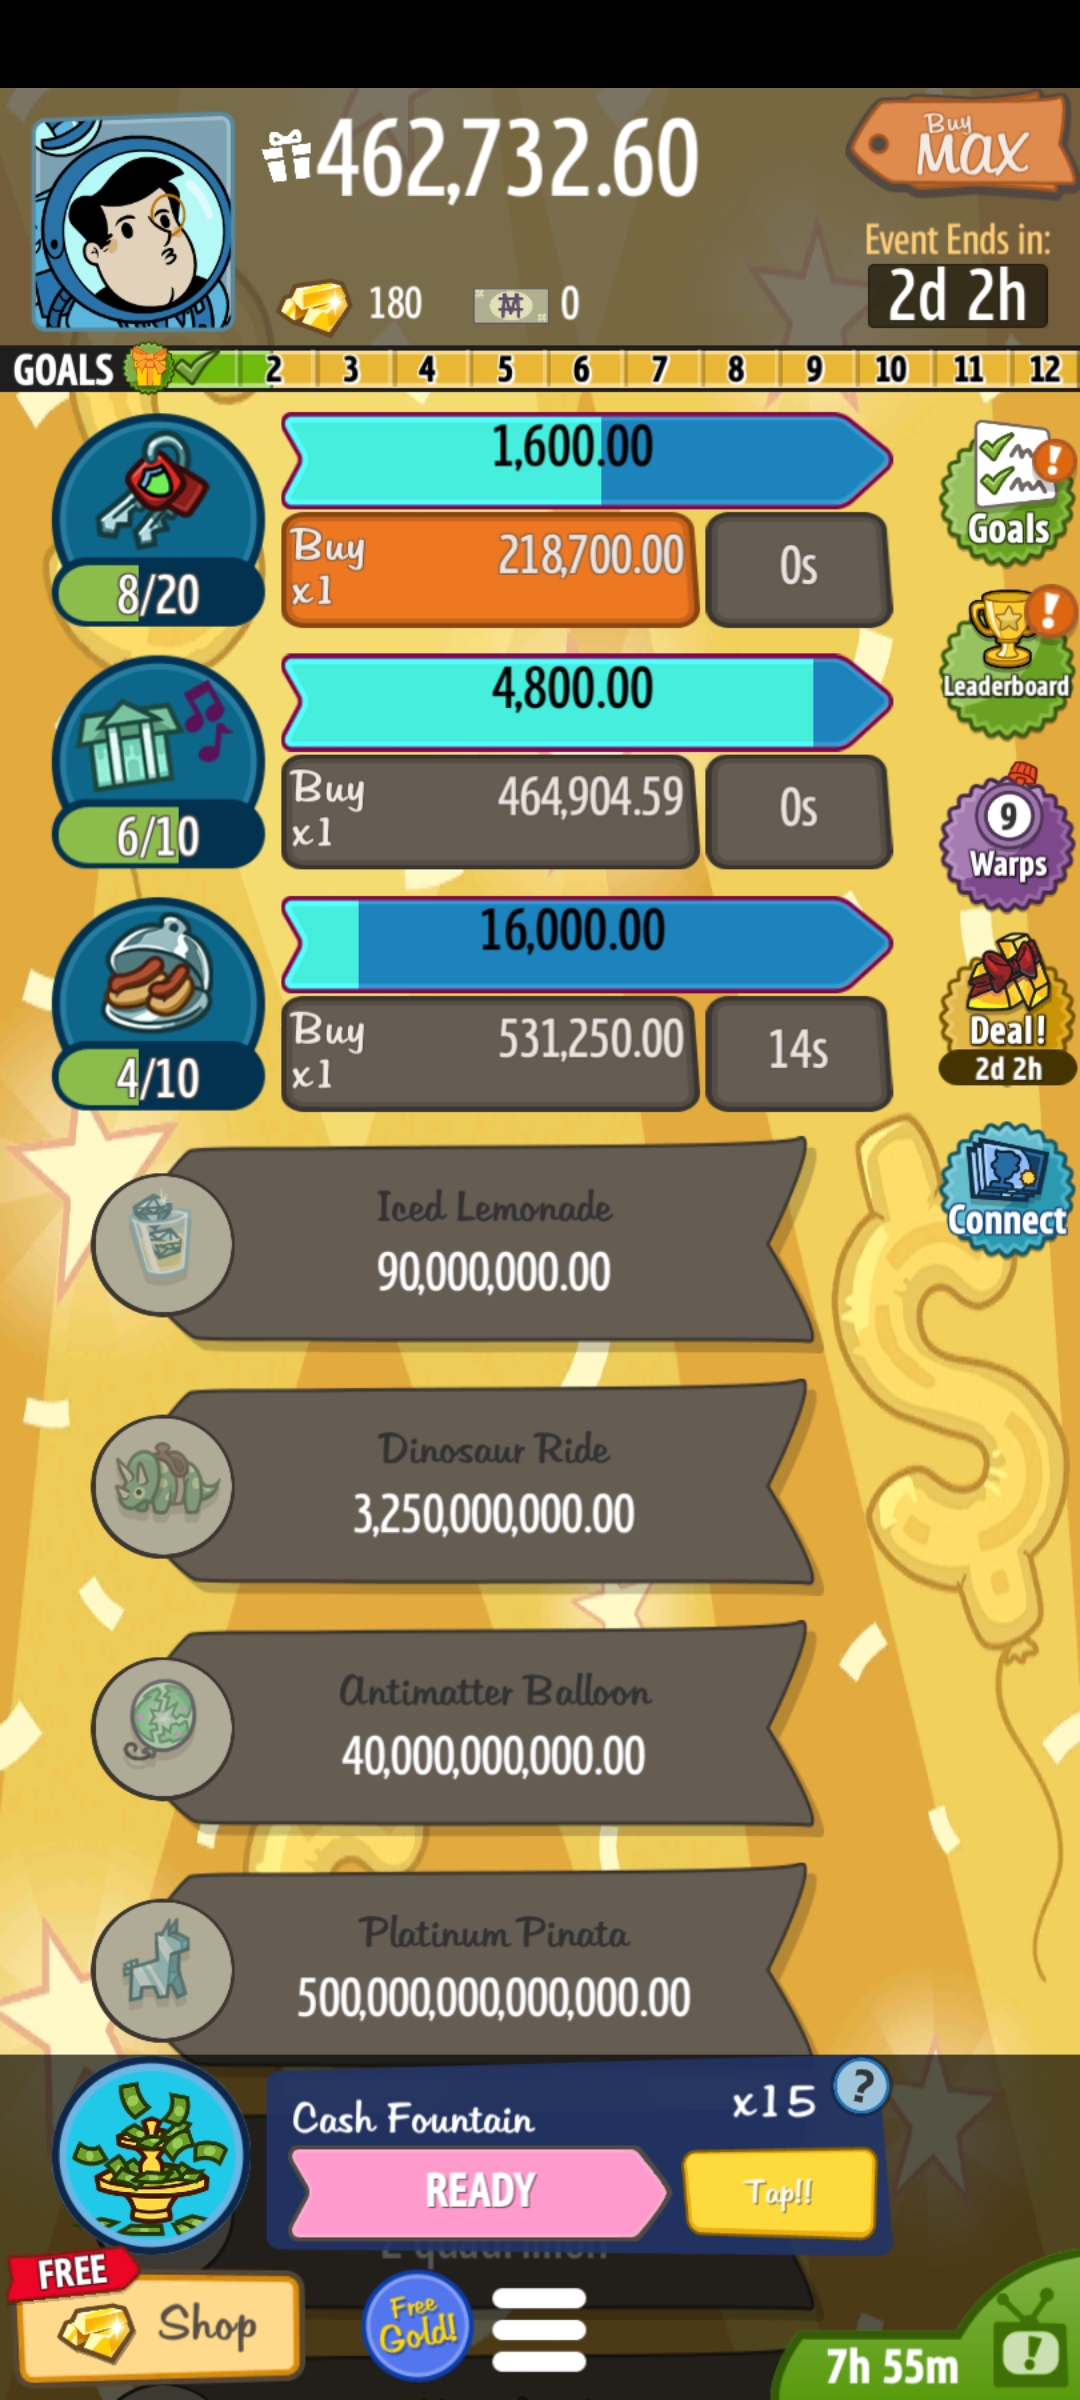 462,732.60
Buy
MAX
Event Ends in:
2d 2h
180
0
GOALS
2 3 4 5 6 7 8 9 10 11 12
1,600.00
8/20
Buy
x1
218,700.00
0s
Goals
4,800.00
6/10
Buy
x1
464,904.59
0s
Leaderboard
9
Warps
16,000.00
4/10
Buy
x1
531,250.00
14s
Deal!
2d 2h
Connect
Iced Lemonade
90,000,000.00
Dinosaur Ride
3,250,000,000.00
Antimatter Balloon
40,000,000,000.00
Platinum Pinata
500,000,000,000,000.00
Cash Fountain
x15
?
READY
Tap!!
FREE
Shop
Free
Gold!
7h 55m
!